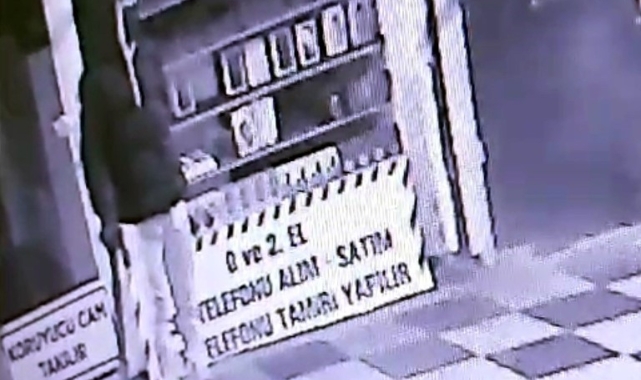 0 ve 2. EL
TELEFONU ALIM - SATIM
ELEFONU TAMİRİ YAPILIR
KORUYUCU CAM
TAKILIR